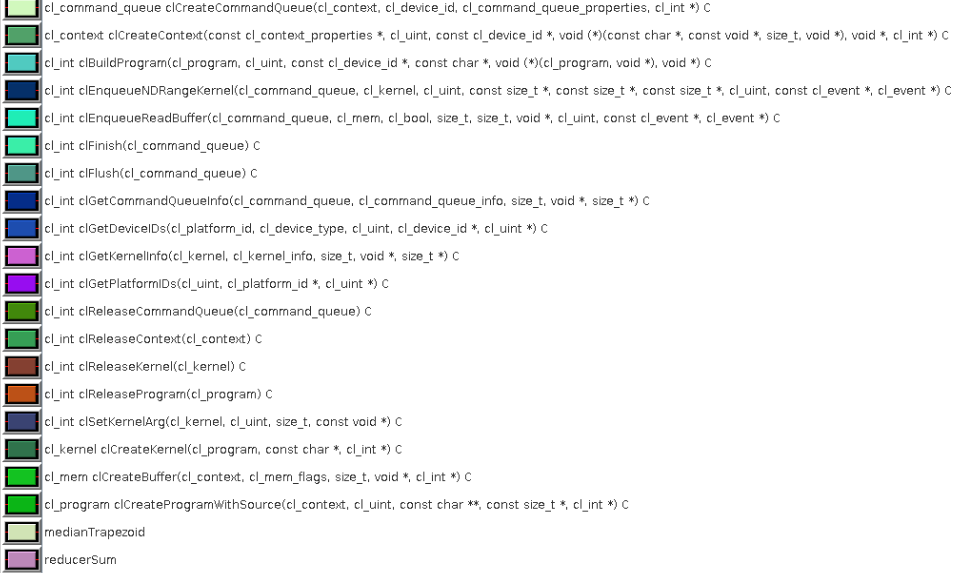 cl_command_queue clCreateCommandQueue(cl_context, cl_device_id, cl_command_queue_properties, cl_int *) C
cl_context clCreateContext(const cl_context_properties *, cl_uint, const cl_device_id *, void (*)(const char *, const void *, size_t, void *), void *, cl_int *) C
cl_int clBuildProgram(cl_program, cl_uint, const cl_device_id *, const char *, void (*)(cl_program, void *), void *) C
cl_int clEnqueueNDRangeKernel(cl_command_queue, cl_kernel, cl_uint, const size_t *, const size_t *, const size_t *, cl_uint, const cl_event *, cl_event *) C
cl_int clEnqueueReadBuffer(cl_command_queue, cl_mem, cl_bool, size_t, size_t, void *, cl_uint, const cl_event *, cl_event *) C
cl_int clFinish(cl_command_queue) C
cl_int clFlush(cl_command_queue) C
cl_int clGetCommandQueueInfo(cl_command_queue, cl_command_queue_info, size_t, void *, size_t *) C
cl_int clGetDeviceIDs(cl_platform_id, cl_device_type, cl_uint, cl_device_id *, cl_uint *) C
cl_int clGetKernelInfo(cl_kernel, cl_kernel_info, size_t, void *, size_t *) C
cl_int clGetPlatformIDs(cl_uint, cl_platform_id *, cl_uint *) C
cl_int clReleaseCommandQueue(cl_command_queue) C
cl_int clReleaseContext(cl_context) C
cl_int clReleaseKernel(cl_kernel) C
cl_int clReleaseProgram(cl_program) C
cl_int clSetKernelArg(cl_kernel, cl_uint, size_t, const void *) C
cl_kernel clCreateKernel(cl_program, const char *, cl_int *) C
cl_mem clCreateBuffer(cl_context, cl_mem_flags, size_t, void *, cl_int *) C
cl_program clCreateProgramWithSource(cl_context, cl_uint, const char **, const size_t *, cl_int *) C
medianTrapezoid
reducerSum